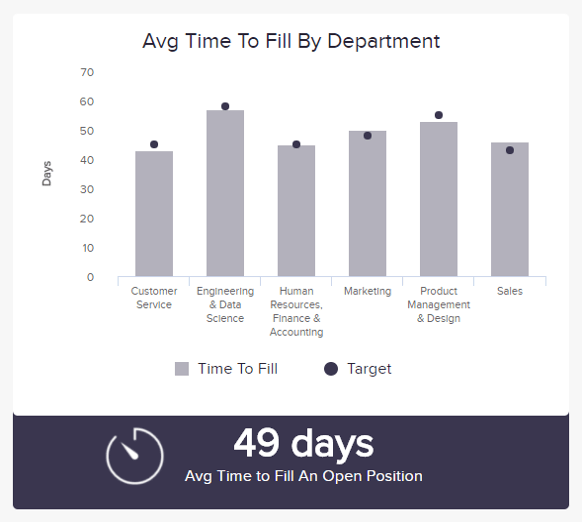 Avg Time To Fill By Department
70
60
50
40
30
20
10
0
Days
Customer
Service
Engineering
& Data
Science
Human
Resources,
Finance &
Accounting
Marketing
Product
Management
& Design
Sales
Time To Fill
Target
49 days
Avg Time to Fill An Open Position